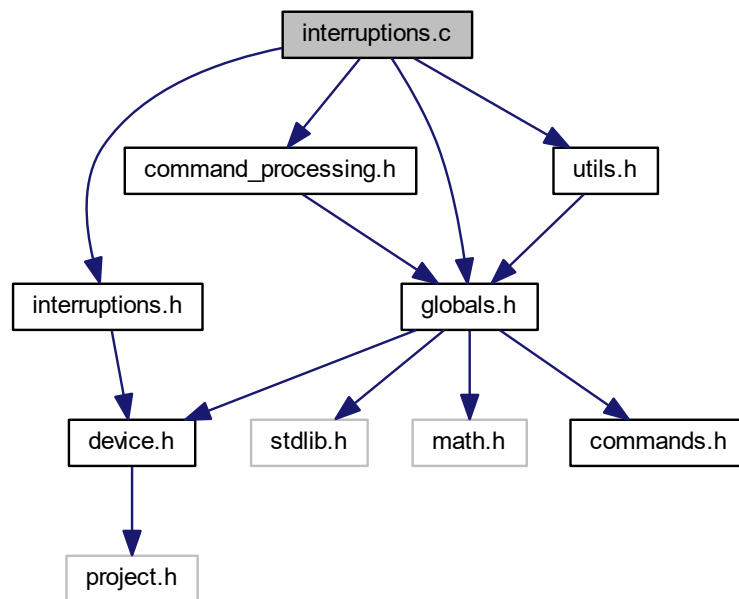 interruptions.c
command_processing.h
utils.h
interruptions.h
globals.h
device.h
stdlib.h
math.h
commands.h
project.h